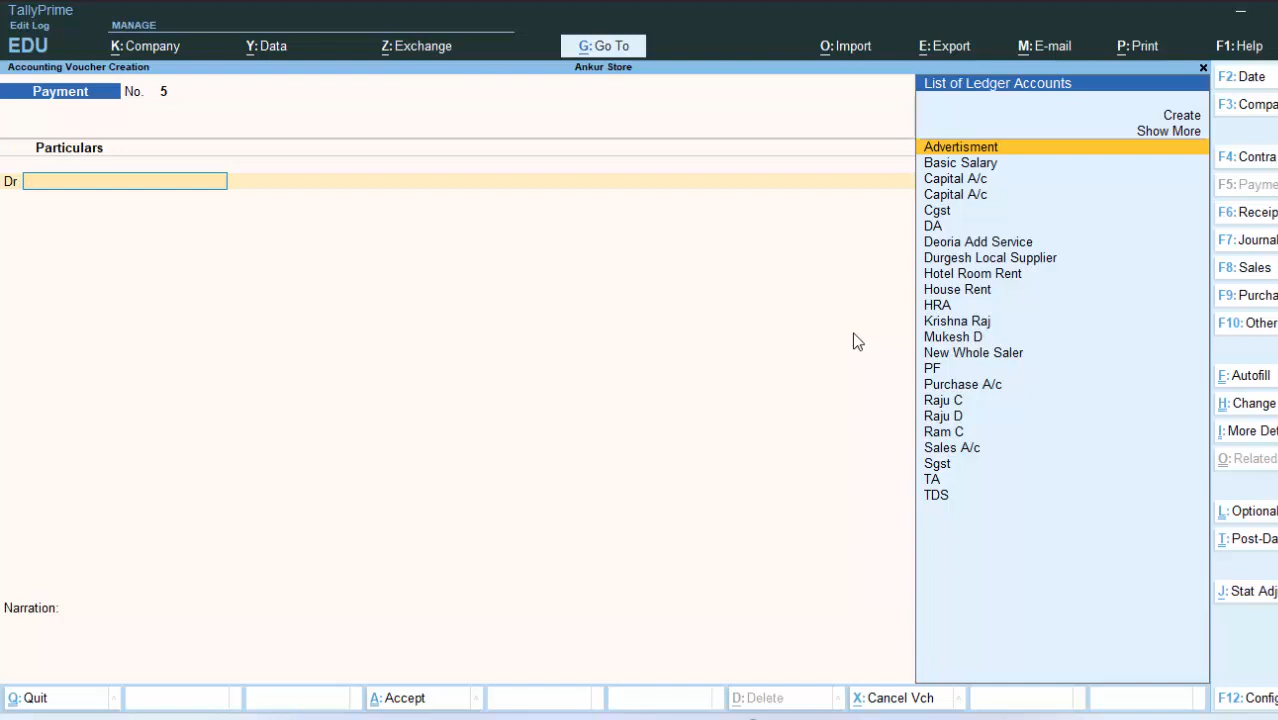 TallyPrime
Edit Log
EDU
MANAGE
K: Company
Y: Data
Z: Exchange
G: Go To
O: Import
E: Export
M: E-mail
P: Print
F1: Help
Accounting Voucher Creation
Ankur Store
Payment No. 5
Particulars
Dr
List of Ledger Accounts
Create
Show More
Advertisment
Basic Salary
Capital A/c
Capital A/c
Cgst
DA
Deoria Add Service
Durgesh Local Supplier
Hotel Room Rent
House Rent
HRA
Krishna Raj
Mukesh D
New Whole Saler
PF
Purchase A/c
Raju C
Raju D
Ram C
Sales A/c
Sgst
TA
TDS
F2: Date
F3: Compa
F4: Contra
F5: Payme
F6: Receip
F7: Journa
F8: Sales
F9: Purcha
F10: Other
F: Autofill
H: Change
I: More Det
O: Related
L: Optional
T: Post-Da
J: Stat Adj
Narration:
Q: Quit
A: Accept
D: Delete
X: Cancel Vch
F12: Config